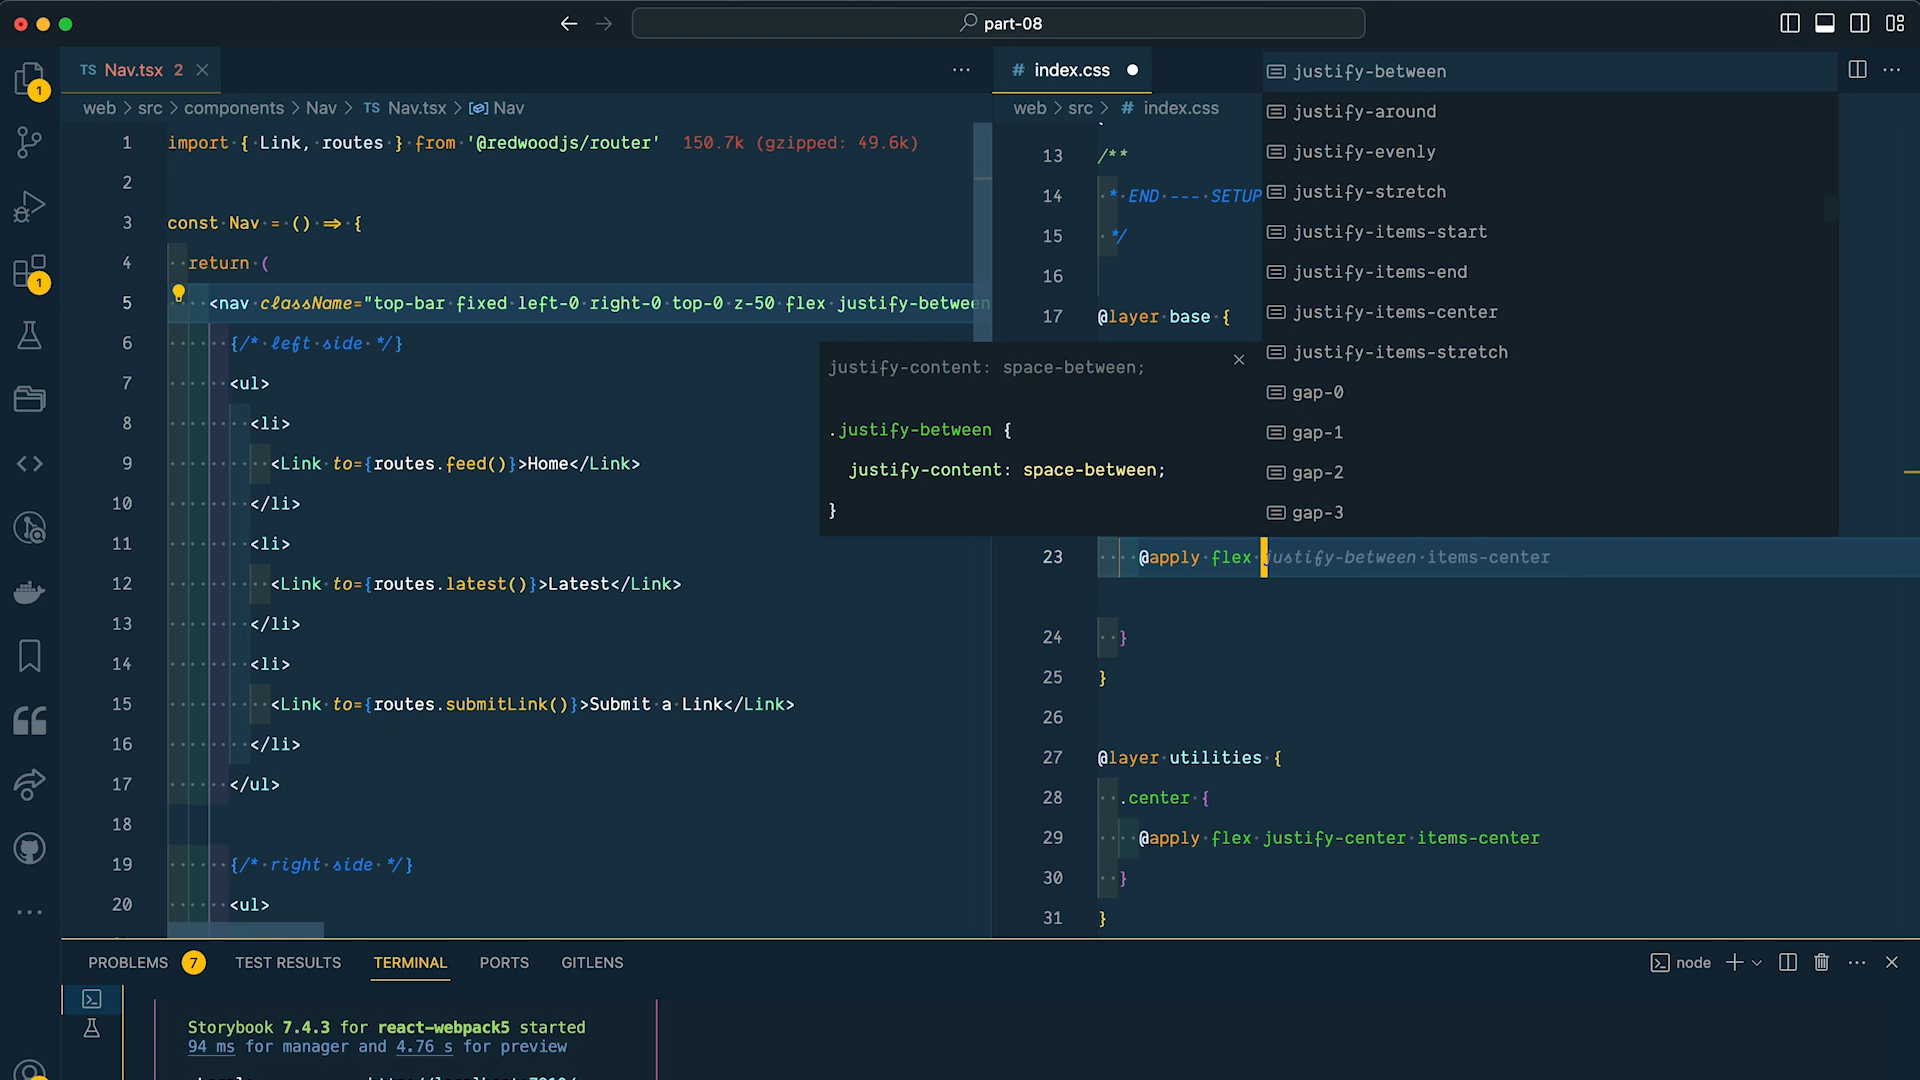 part-08
TS Nav.tsx 2
web > src > components > Nav > TS Nav.tsx > Nav
1 import { Link, routes } from '@redwoodjs/router' 150.7k (gzipped: 49.6k)
2
3 const Nav = () => {
4 return (
5 <nav className="top-bar fixed left-0 right-0 top-0 z-50 flex justify-between
6 {/* left side */}
7 <ul>
8 <li>
9 <Link to={routes.feed()}>Home</Link>
10 </li>
11 <li>
12 <Link to={routes.latest()}>Latest</Link>
13 </li>
14 <li>
15 <Link to={routes.submitLink()}>Submit a Link</Link>
16 </li>
17 </ul>
18
19 {/* right side */}
20 <ul>
# index.css
web > src > # index.css
13 /**
14 * END --- SETUP
15 */
16
17 @layer base {
justify-between
justify-around
justify-evenly
justify-stretch
justify-items-start
justify-items-end
justify-items-center
justify-items-stretch
gap-0
gap-1
gap-2
gap-3
justify-content: space-between;
.justify-between {
justify-content: space-between;
}
23 @apply flex justify-between items-center
24 }
25 }
26
27 @layer utilities {
28 .center {
29 @apply flex justify-center items-center
30 }
31 }
1
1
PROBLEMS 7 TEST RESULTS TERMINAL PORTS GITLENS
node
Storybook 7.4.3 for react-webpack5 started
94 ms for manager and 4.76 s for preview